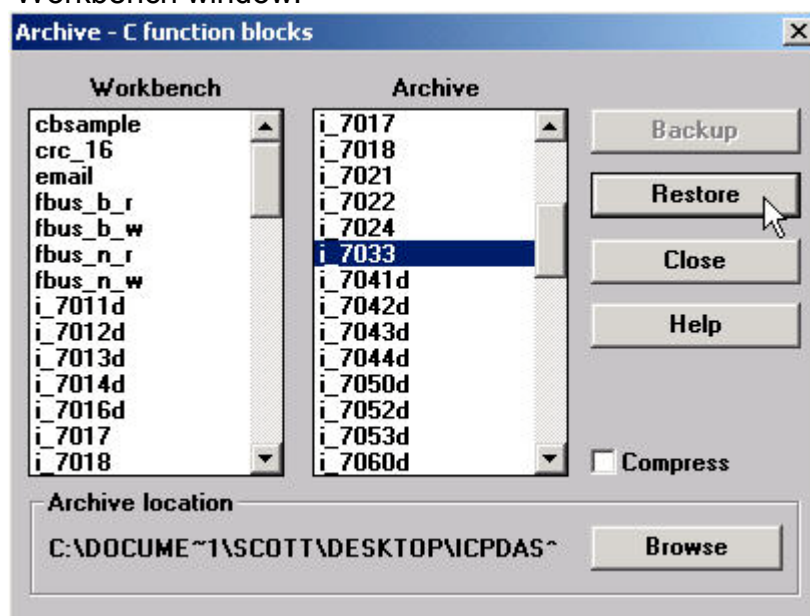 Workbench window.
Archive - C function blocks
Workbench
cbsample
crc_16
email
fbus_b_r
fbus_b_w
fbus_n_r
fbus_n_w
i_7011d
i_7012d
i_7013d
i_7014d
i_7016d
i_7017
i_7018
Archive
i_7017
i_7018
i_7021
i_7022
i_7024
i_7033
i_7041d
i_7042d
i_7043d
i_7044d
i_7050d
i_7052d
i_7053d
i_7060d
Backup
Restore
Close
Help
Compress
Archive location
C:\DOCUME~1\SCOTT\DESKTOP\ICPDAS~
Browse